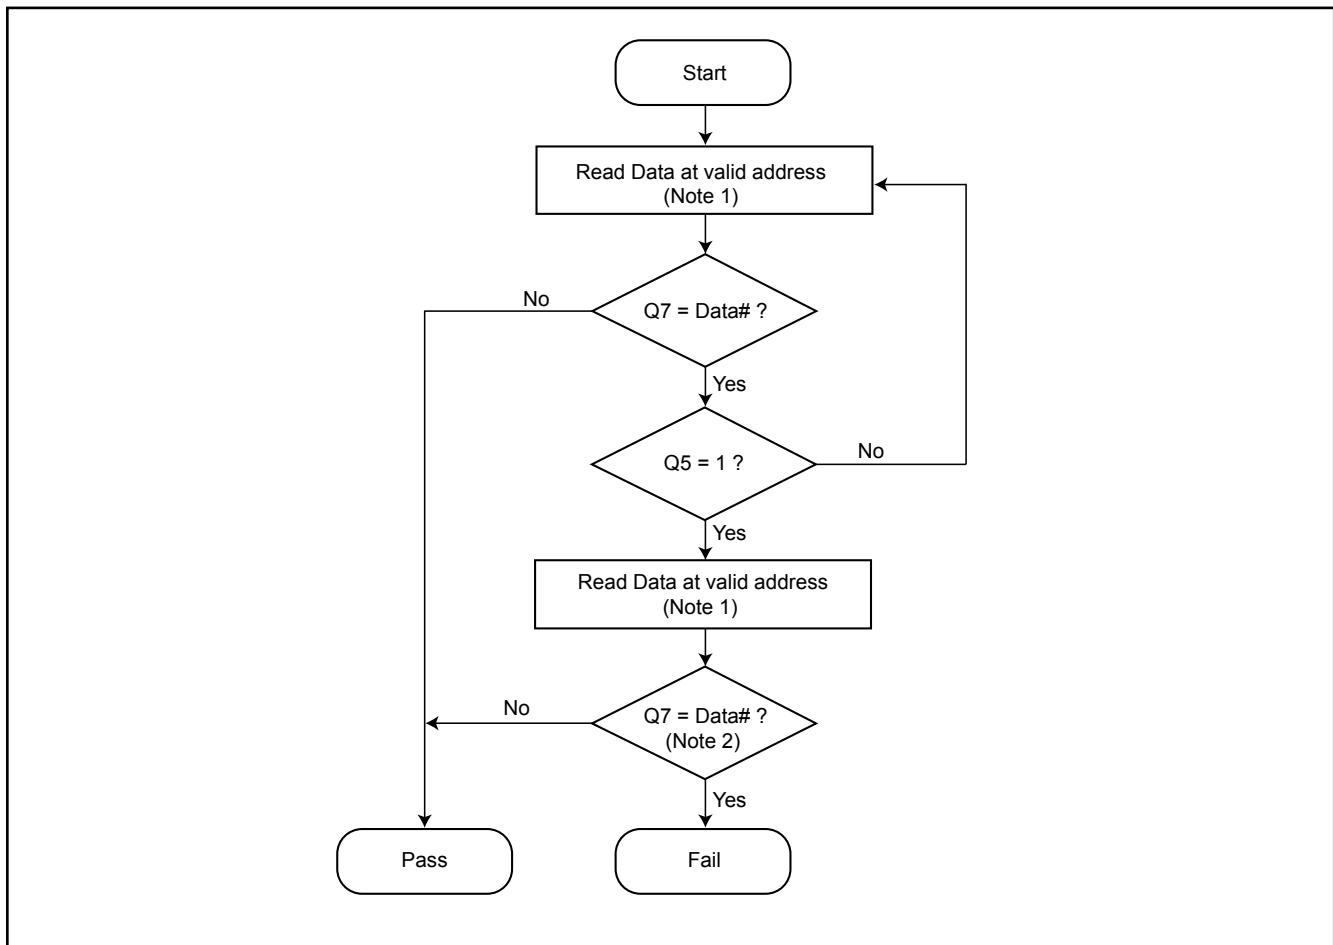 Start
Read Data at valid address
(Note 1)
No
Q7 = Data# ?
Yes
Q5 = 1 ?
No
Yes
Read Data at valid address
(Note 1)
No
Q7 = Data# ?
(Note 2)
Yes
Pass
Fail